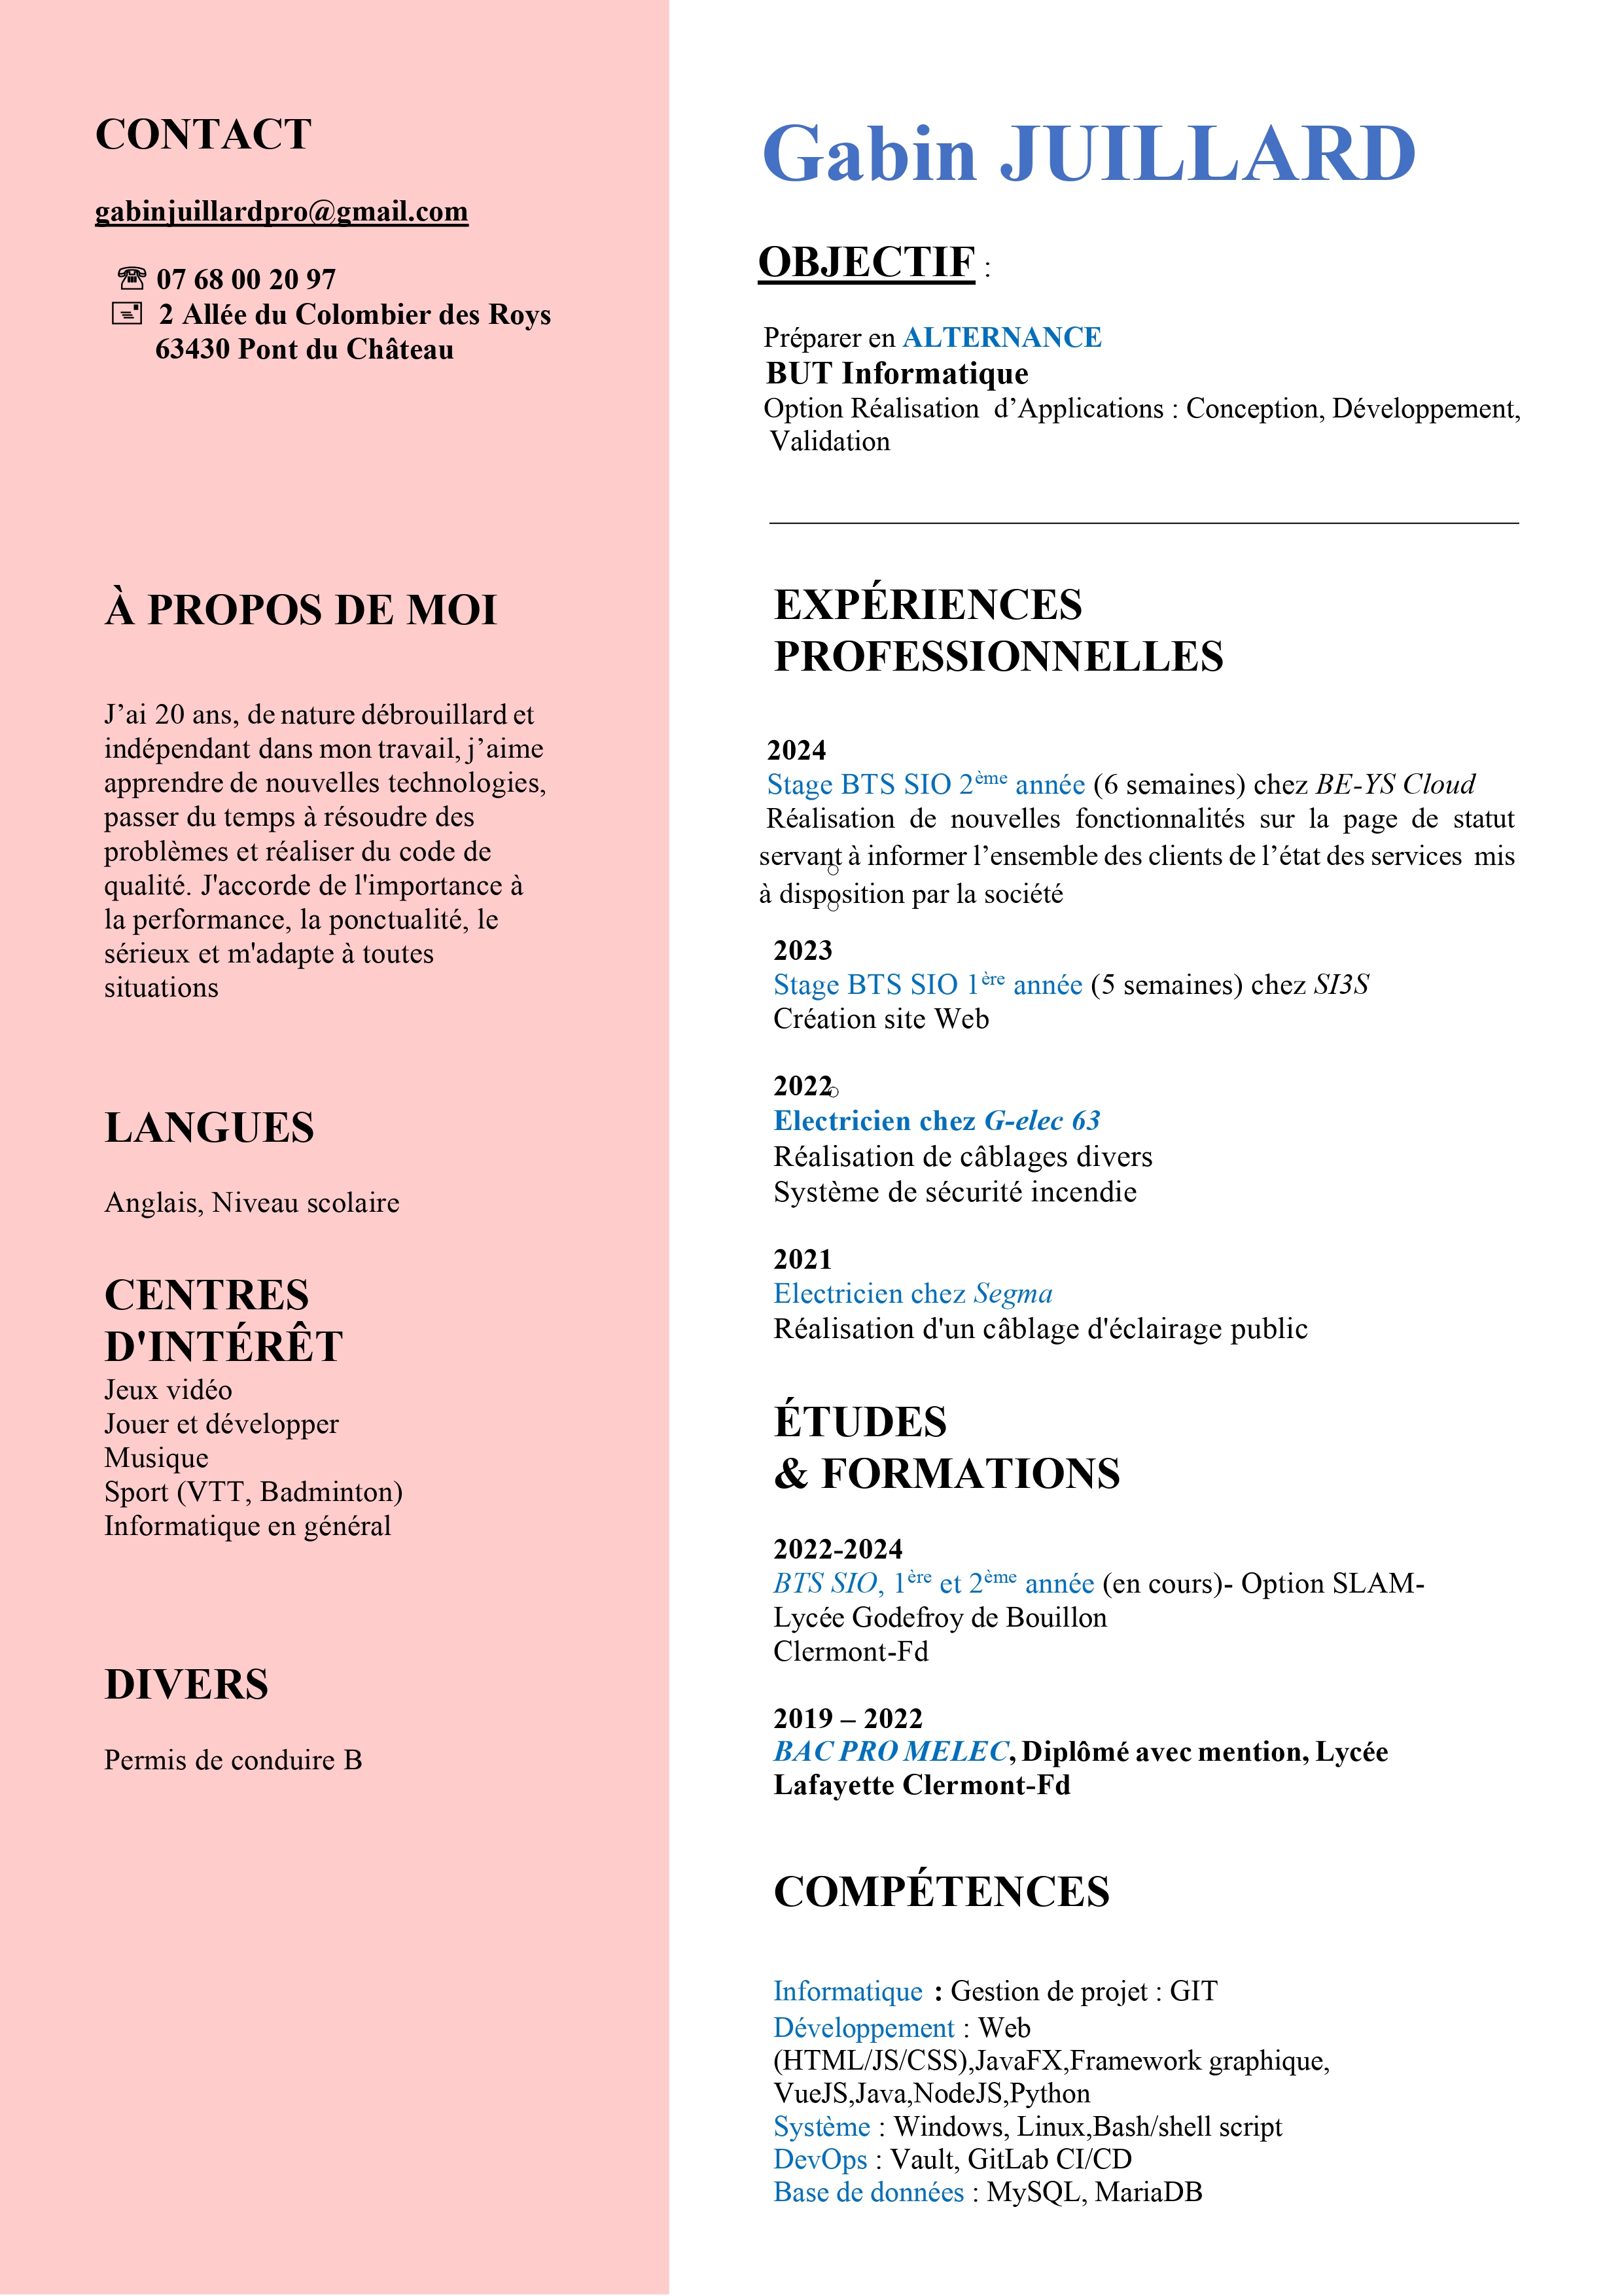 CONTACT
gabinjuillardpro@gmail.com
☏ 07 68 00 20 97
2 Allée du Colombier des Roys
63430 Pont du Château
À PROPOS DE MOI
J’ai 20 ans, de nature débrouillard et
indépendant dans mon travail, j’aime
apprendre de nouvelles technologies,
passer du temps à résoudre des
problèmes et réaliser du code de
qualité. J'accorde de l'importance à
la performance, la ponctualité, le
sérieux et m'adapte à toutes
situations
LANGUES
Anglais, Niveau scolaire
CENTRES
D'INTÉRÊT
Jeux vidéo
Jouer et développer
Musique
Sport (VTT, Badminton)
Informatique en général
DIVERS
Permis de conduire B
Gabin JUILLARD
OBJECTIF :
Préparer en ALTERNANCE
BUT Informatique
Option Réalisation d’Applications : Conception, Développement,
Validation
EXPÉRIENCES
PROFESSIONNELLES
2024
Stage BTS SIO 2ème année (6 semaines) chez BE-YS Cloud
Réalisation de nouvelles fonctionnalités sur la page de statut
servant à informer l’ensemble des clients de l’état des services mis
à disposition par la société
2023
Stage BTS SIO 1ère année (5 semaines) chez SI3S
Création site Web
2022
Electricien chez G-elec 63
Réalisation de câblages divers
Système de sécurité incendie
2021
Electricien chez Segma
Réalisation d'un câblage d'éclairage public
ÉTUDES
& FORMATIONS
2022-2024
BTS SIO, 1ère et 2ème année (en cours)- Option SLAM-
Lycée Godefroy de Bouillon
Clermont-Fd
2019 – 2022
BAC PRO MELEC, Diplômé avec mention, Lycée
Lafayette Clermont-Fd
COMPÉTENCES
Informatique : Gestion de projet : GIT
Développement : Web
(HTML/JS/CSS),JavaFX,Framework graphique,
VueJS,Java,NodeJS,Python
Système : Windows, Linux,Bash/shell script
DevOps : Vault, GitLab CI/CD
Base de données : MySQL, MariaDB